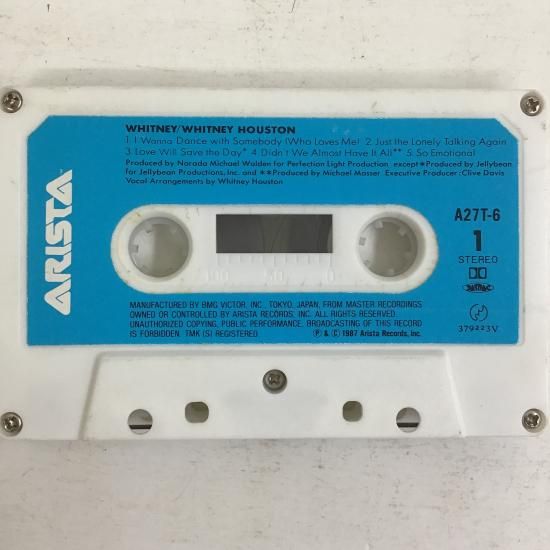 WHITNEY/WHITNEY HOUSTON
1. I Wanna Dance with Somebody (Who Loves Me) 2. Just the Lonely Talking Again
3. Love Will Save the Day* 4. Didn't We Almost Have It All** 5. So Emotional
Produced by Narada Michael Walden for Perfection Light Production except *Produced by Jellybean
for Jellybean Productions, Inc. and **Produced by Michael Masser. Executive Producer : Clive Davis
Vocal Arrangements by Whitney Houston
ARISTA
A27T-6
1
STEREO
100 50 0
379223V
MANUFACTURED BY BMG VICTOR, INC., TOKYO, JAPAN, FROM MASTER RECORDINGS
OWNED OR CONTROLLED BY ARISTA RECORDS, INC. ALL RIGHTS RESERVED.
UNAUTHORIZED COPYING, PUBLIC PERFORMANCE, BROADCASTING OF THIS RECORD
IS FORBIDDEN. TMK (S) REGISTERED. ℗ & © 1987 Arista Records, Inc.